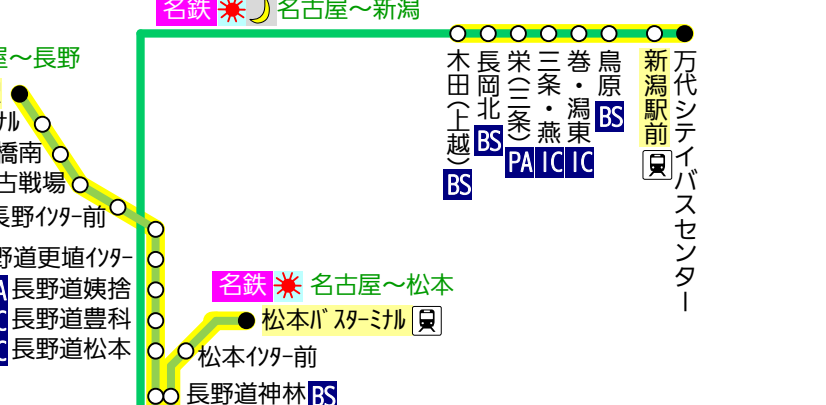 名鉄 名古屋～新潟
屋～長野
木田(上越) BS
長岡北 BS
栄(三条) PA
三条・燕 IC
巻・潟東 IC
鳥原 BS
新潟駅前
万代シテイバスセンター
ﾅﾙ
橋南
古戦場
長野ｲﾝﾀｰ前
野道更埴ｲﾝﾀｰ
A 長野道姨捨
C 長野道豊科
C 長野道松本
名鉄 名古屋～松本
松本ﾊﾞｽﾀｰﾐﾅﾙ
松本ｲﾝﾀｰ前
長野道神林 BS